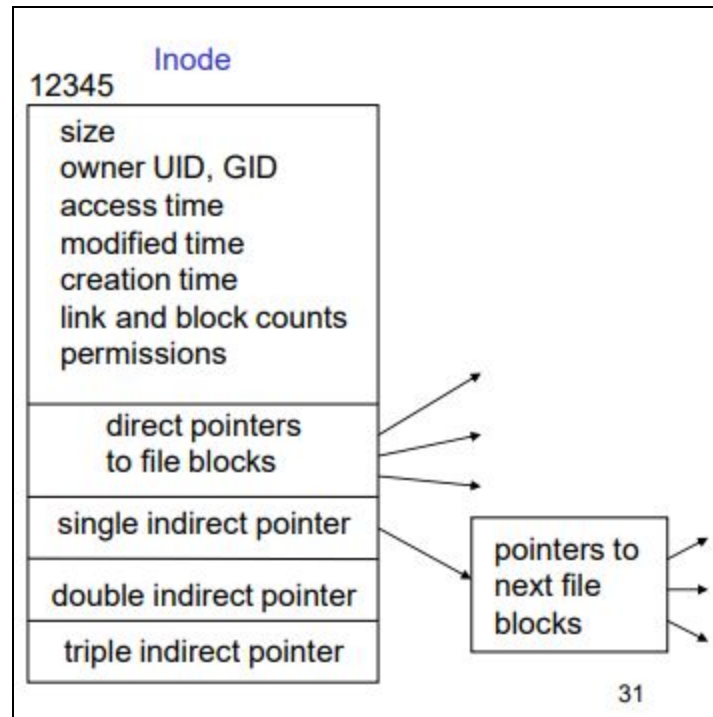 Inode
12345
size
owner UID, GID
access time
modified time
creation time
link and block counts
permissions
direct pointers
to file blocks
single indirect pointer
double indirect pointer
triple indirect pointer
pointers to
next file
blocks
31